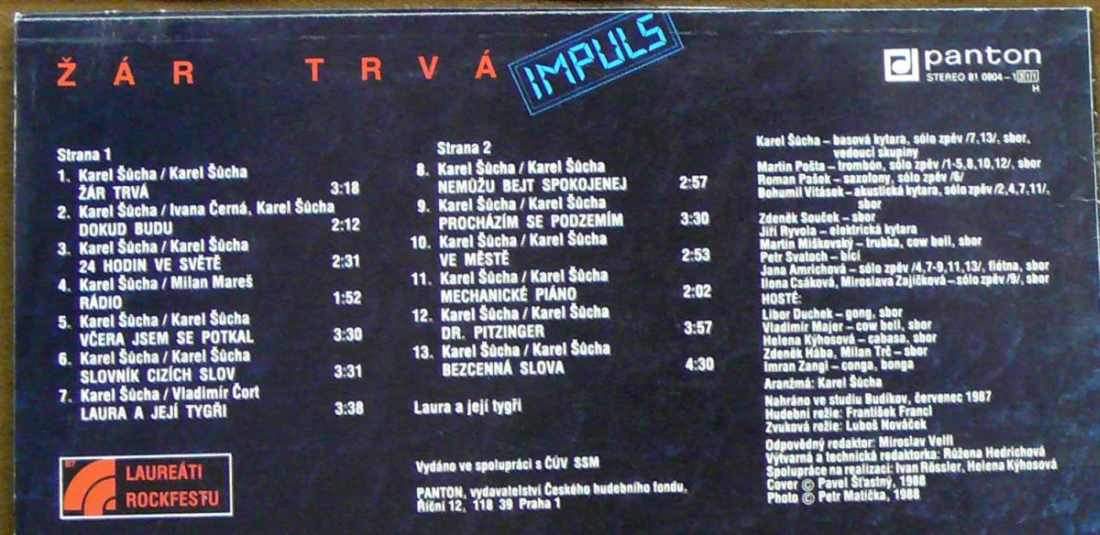 ŽÁR TRVÁ
IMPULS
panton
STEREO 81 0804-1
H
Strana 1
1. Karel Šůcha / Karel Šůcha
ŽÁR TRVÁ 3:18
2. Karel Šůcha / Ivana Černá, Karel Šůcha
DOKUD BUDU 2:12
3. Karel Šůcha / Karel Šůcha
24 HODIN VE SVĚTĚ 2:31
4. Karel Šůcha / Milan Mareš
RÁDIO 1:52
5. Karel Šůcha / Karel Šůcha
VČERA JSEM SE POTKAL 3:30
6. Karel Šůcha / Karel Šůcha
SLOVNÍK CIZÍCH SLOV 3:31
7. Karel Šůcha / Vladimír Čort
LAURA A JEJÍ TYGŘI 3:38
87
LAUREÁTI
ROCKFESTU
Strana 2
8. Karel Šůcha / Karel Šůcha
NEMŮŽU BEJT SPOKOJENEJ 2:57
9. Karel Šůcha / Karel Šůcha
PROCHÁZÍM SE PODZEMÍM 3:30
10. Karel Šůcha / Karel Šůcha
VE MĚSTĚ 2:53
11. Karel Šůcha / Karel Šůcha
MECHANICKÉ PIÁNO 2:02
12. Karel Šůcha / Karel Šůcha
DR. PITZINGER 3:57
13. Karel Šůcha / Karel Šůcha
BEZCENNÁ SLOVA 4:30
Laura a její tygři
Vydáno ve spolupráci s ČÚV SSM
PANTON, vydavatelství Českého hudebního fondu,
Říční 12, 118 39 Praha 1
Karel Šůcha – basová kytara, sólo zpěv /7,13/, sbor,
vedoucí skupiny
Martin Pošta – trombón, sólo zpěv /1-5,8,10,12/, sbor
Roman Pašek – saxofony, sólo zpěv /6/
Bohumil Vitásek – akustická kytara, sólo zpěv /2,4,7,11/,
sbor
Zdeněk Souček – sbor
Jiří Ryvola – elektrická kytara
Martin Miškovský – trubka, cow bell, sbor
Petr Svatoch – bicí
Jana Amrichová – sólo zpěv /4,7-9,11,13/, flétna, sbor
Ilona Csáková, Miroslava Zajíčková – sólo zpěv /9/, sbor
HOSTÉ:
Libor Duchek – gong, sbor
Vladimír Major – cow bell, sbor
Helena Kýhosová – cabasa, sbor
Zdeněk Hába, Milan Trč – sbor
Imran Zangi – conga, bonga
Aranžmá: Karel Šůcha
Nahráno ve studiu Budíkov, červenec 1987
Hudební režie: František Francl
Zvuková režie: Luboš Nováček
Odpovědný redaktor: Miroslav Velfl
Výtvarná a technická redaktorka: Růžena Hedrichová
Spolupráce na realizaci: Ivan Rössler, Helena Kýhosová
Cover © Pavel Šťastný, 1988
Photo © Petr Matička, 1988